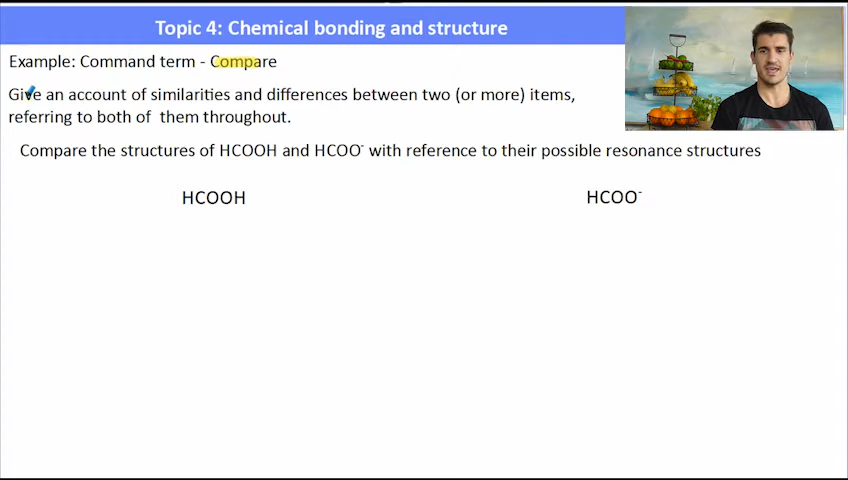 Topic 4: Chemical bonding and structure
Example: Command term - Compare
Give an account of similarities and differences between two (or more) items,
referring to both of them throughout.
Compare the structures of HCOOH and HCOO⁻ with reference to their possible resonance structures
HCOOH
HCOO⁻